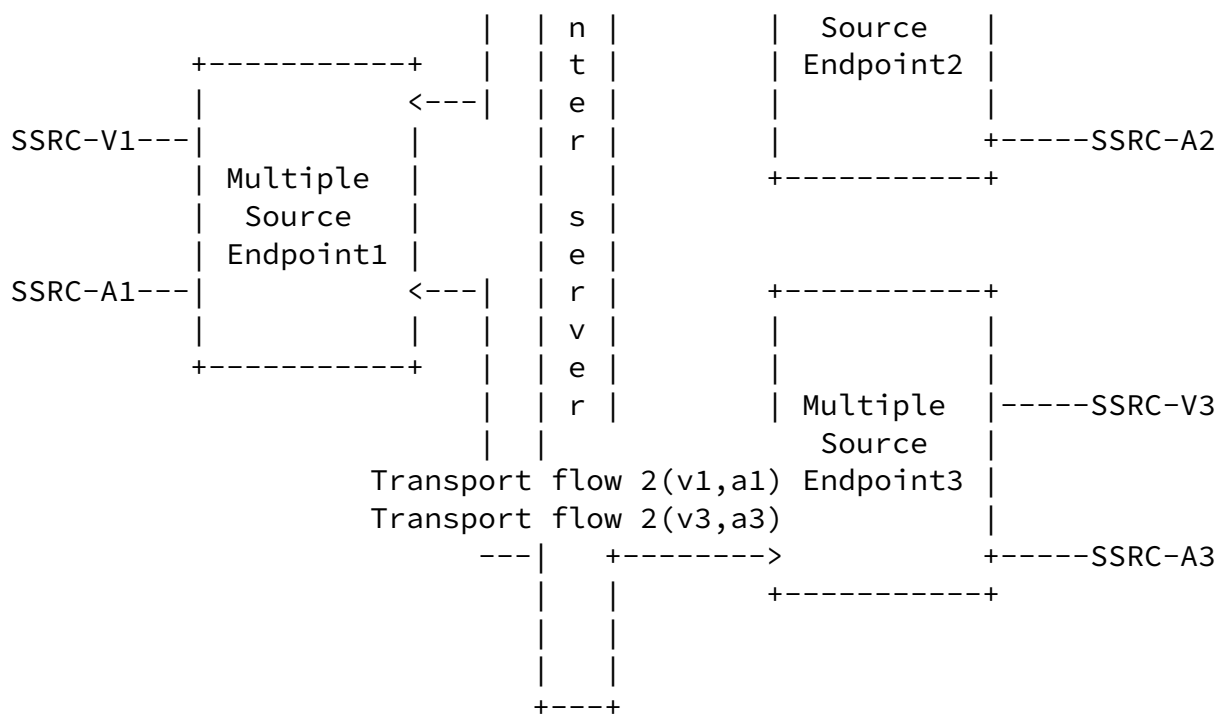 |  | n |        |  Source   |
          +-----------+   |  | t |        | Endpoint2 |
          |           <---|  | e |        |           |
SSRC-V1---|           |      | r |        |           +-----SSRC-A2
          | Multiple  |      |   |        +-----------+
          |  Source   |      | s |
          | Endpoint1 |      | e |
SSRC-A1---|           <---|  | r |        +-----------+
          |           |   |  | v |        |           |
          +-----------+   |  | e |        |           |
                          |  | r |        | Multiple  |-----SSRC-V3
                          |  |               Source   |
                    Transport flow 2(v1,a1) Endpoint3 |
                    Transport flow 2(v3,a3)           |
                          ---|   +-------->           +-----SSRC-A3
                             |   |        +-----------+
                             |   |
                             |   |
                             |   |
                             +---+